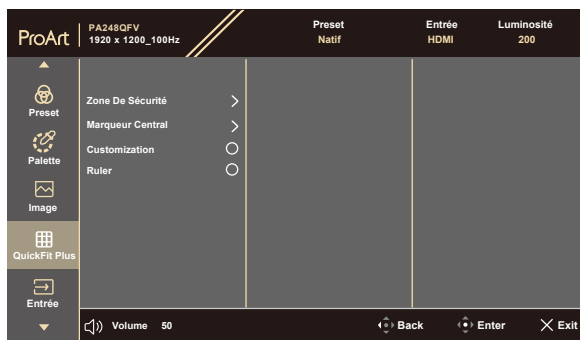 ProArt
PA248QFV
1920 x 1200_100Hz
Preset
Natif
Entrée
HDMI
Luminosité
200
Preset
Palette
Image
QuickFit Plus
Entrée
Zone De Sécurité
Marqueur Central
Customization
Ruler
Volume 50
Back
Enter
Exit